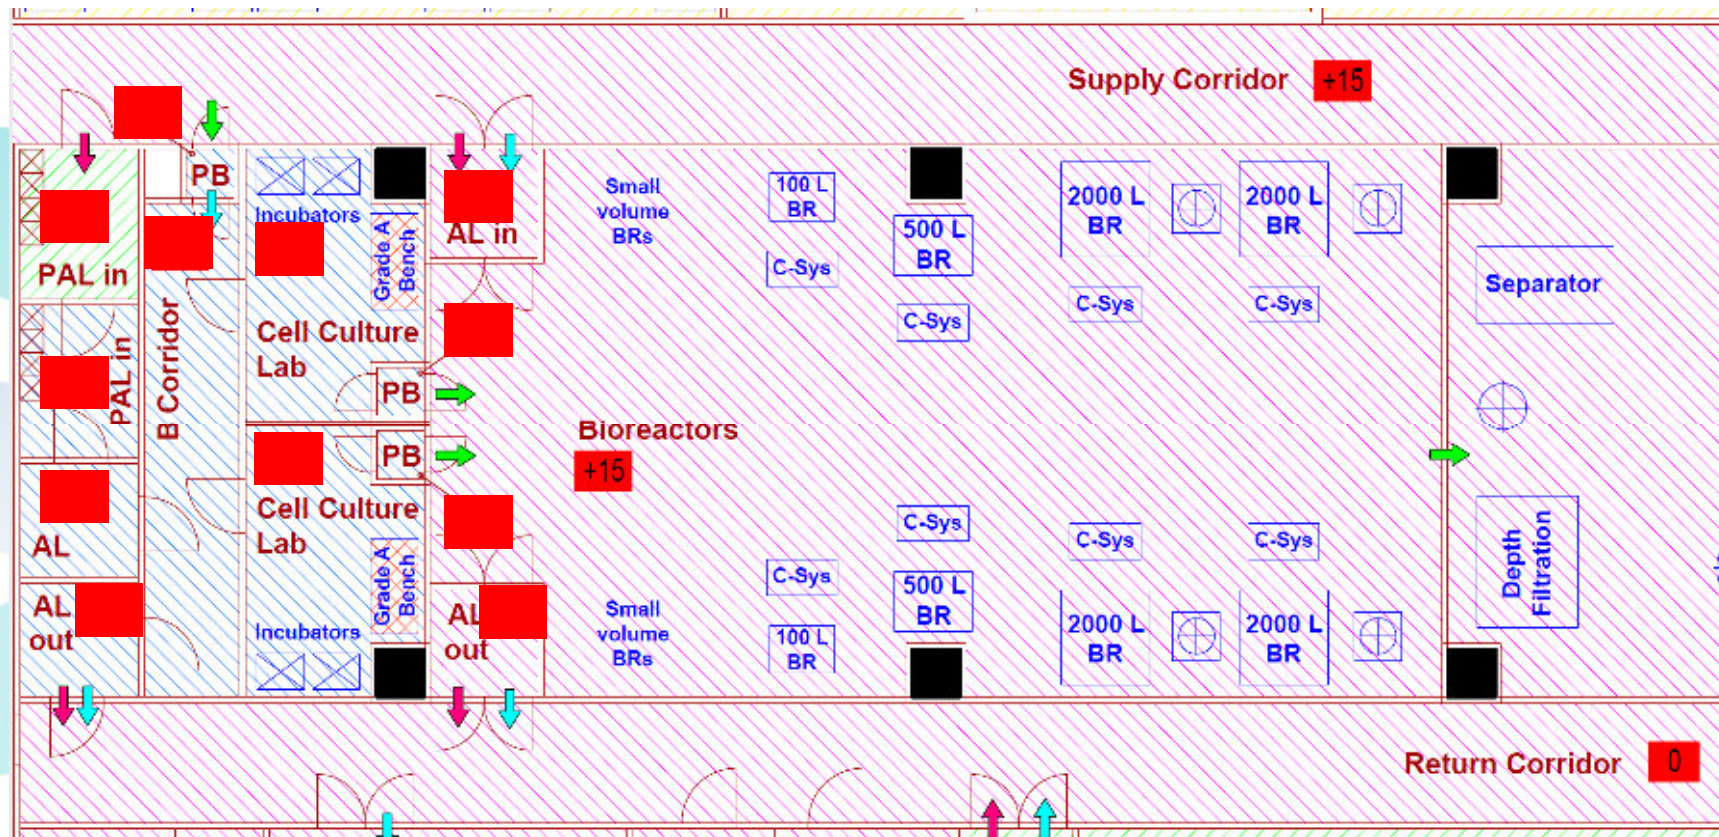 Supply Corridor +15
PB
PAL in
Incubators
Grade A
Bench
AL in
Small
volume
BRs
100 L
BR
C-Sys
500 L
BR
C-Sys
2000 L
BR
C-Sys
2000 L
BR
C-Sys
Separator
PAL in
B Corridor
Cell Culture
Lab
PB
Bioreactors
+15
PB
Cell Culture
Lab
Grade A
Bench
Incubators
AL
AL
out
AL
out
Small
volume
BRs
C-Sys
100 L
BR
C-Sys
500 L
BR
C-Sys
2000 L
BR
C-Sys
2000 L
BR
Depth
Filtration
Return Corridor 0